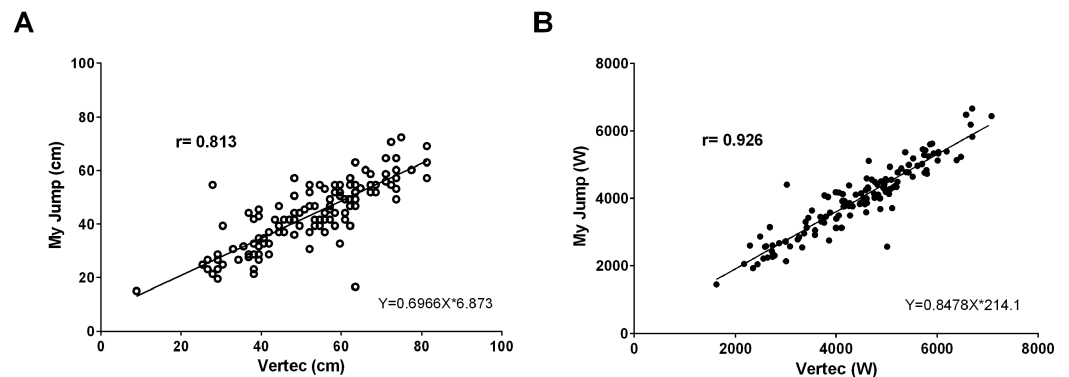 A
100
80
60
40
20
0
My Jump (cm)
r= 0.813
Y=0.6966X*6.873
0 20 40 60 80 100
Vertec (cm)
B
8000
6000
4000
2000
0
My Jump (W)
r= 0.926
Y=0.8478X*214.1
0 2000 4000 6000 8000
Vertec (W)